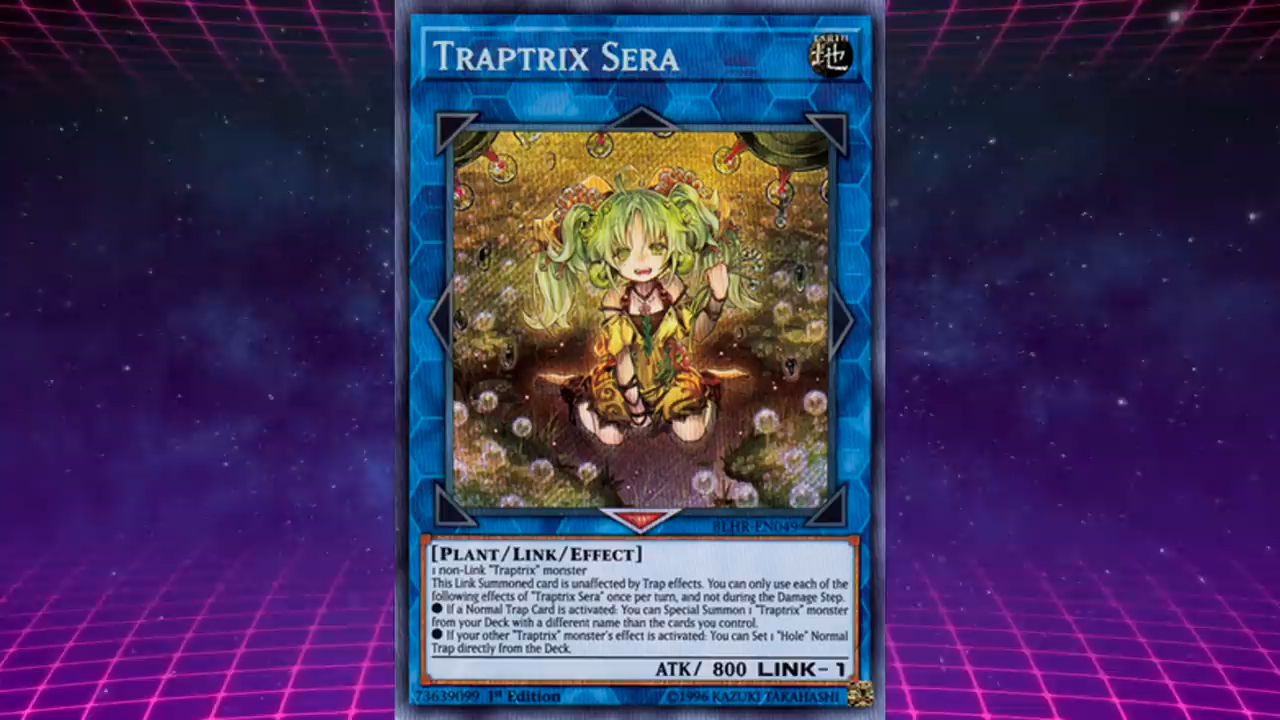 TRAPTRIX SERA
EARTH
地
BLHR-EN049
[PLANT/LINK/EFFECT]
1 non-Link "Traptrix" monster
This Link Summoned card is unaffected by Trap effects. You can only use each of the
following effects of "Traptrix Sera" once per turn, and not during the Damage Step.
● If a Normal Trap Card is activated: You can Special Summon 1 "Traptrix" monster
from your Deck with a different name than the cards you control.
● If your other "Traptrix" monster's effect is activated: You can Set 1 "Hole" Normal
Trap directly from the Deck.
ATK/ 800 LINK-1
73639099 1st Edition ©1996 KAZUKI TAKAHASHI